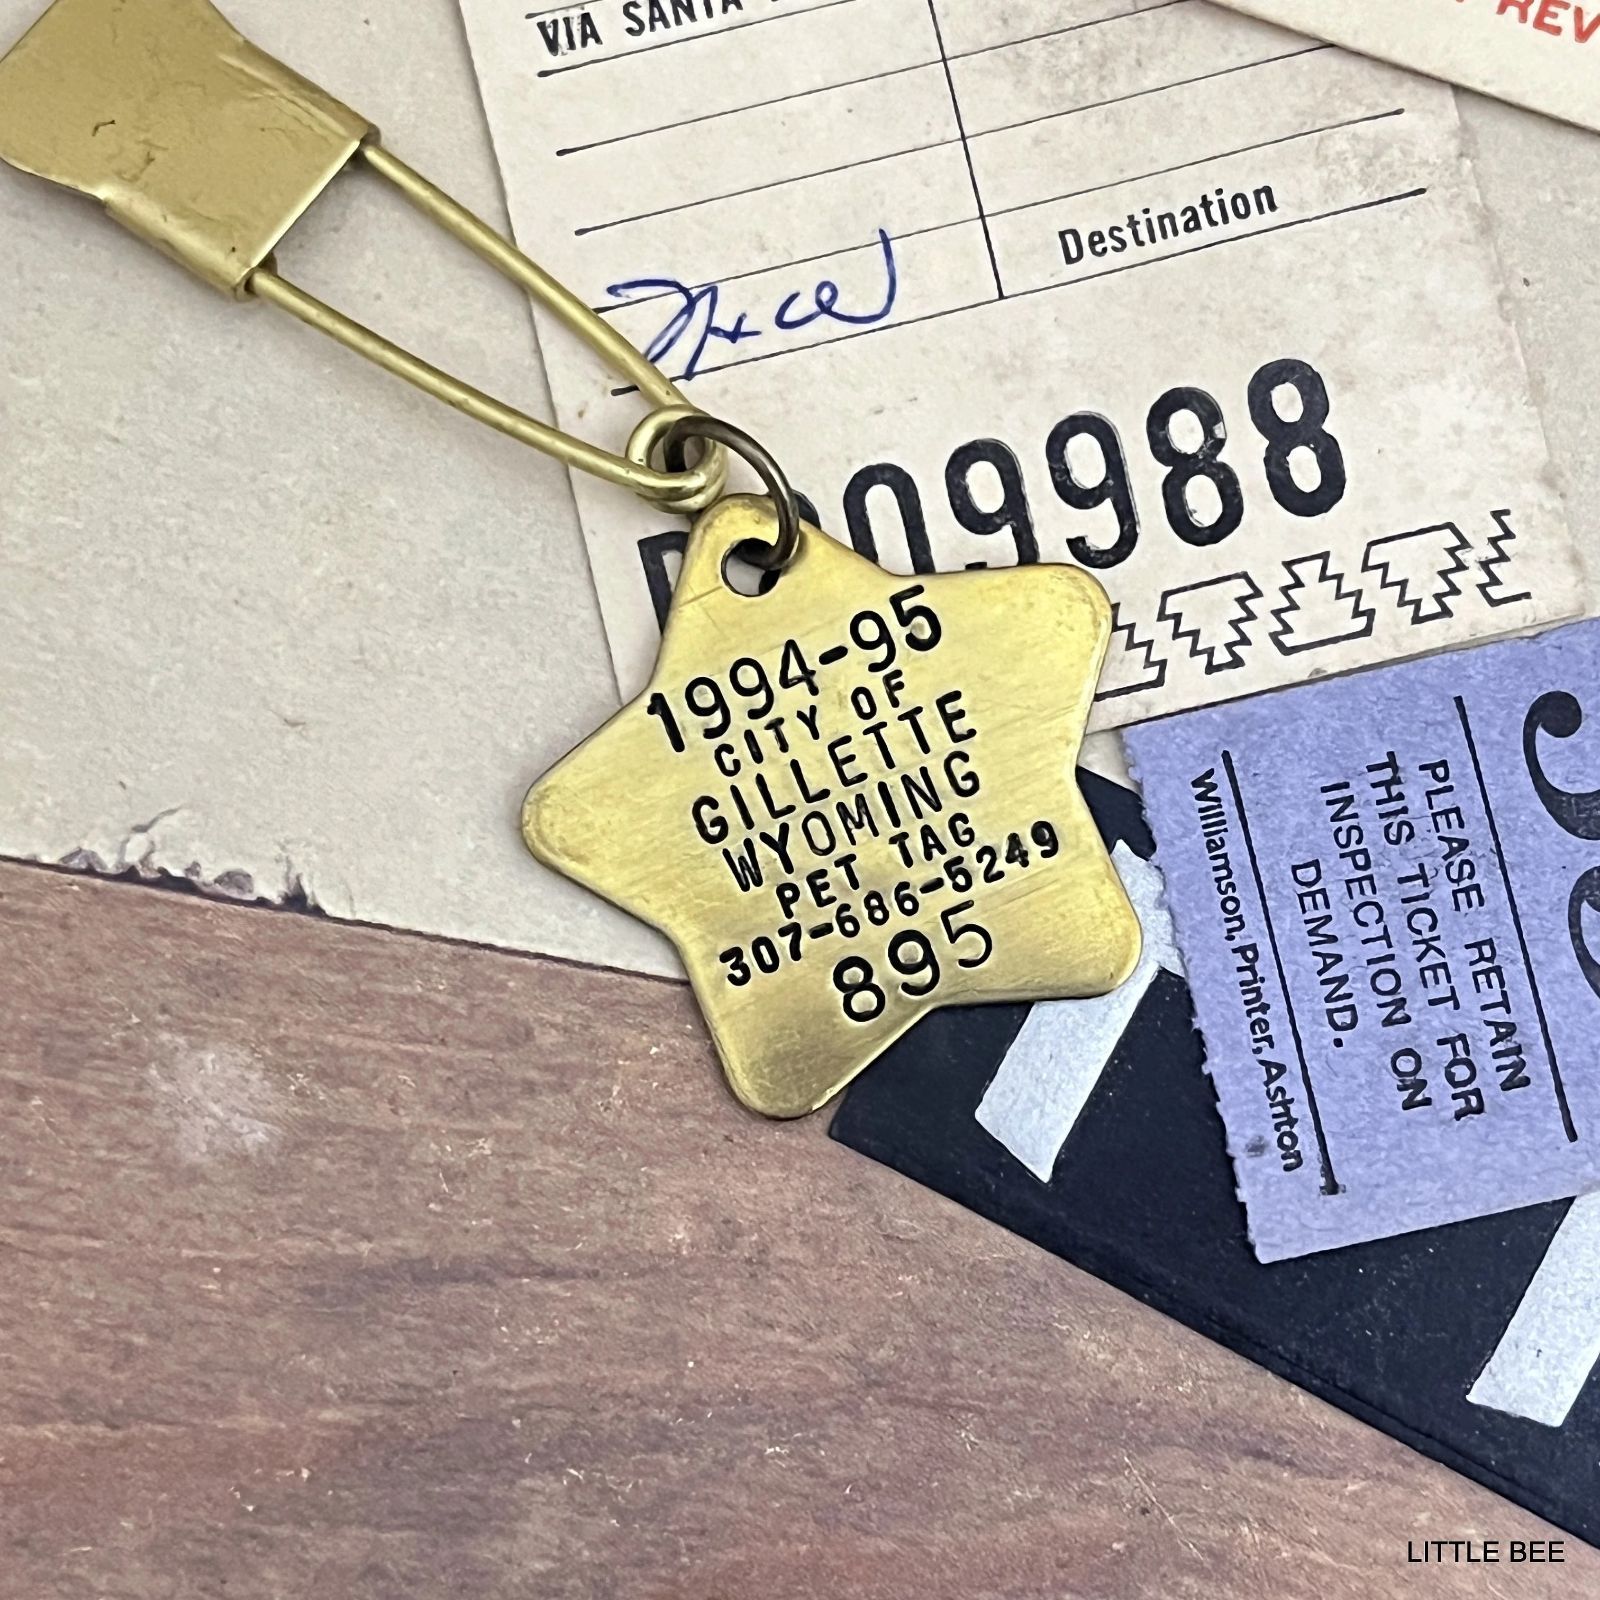 VIA SANTA
REV
Destination
09988
1994-95
CITY OF
GILLETTE
WYOMING
PET TAG
307-686-5249
895
PLEASE RETAIN
THIS TICKET FOR
INSPECTION ON
DEMAND.
Williamson, Printer, Ashton
LITTLE BEE